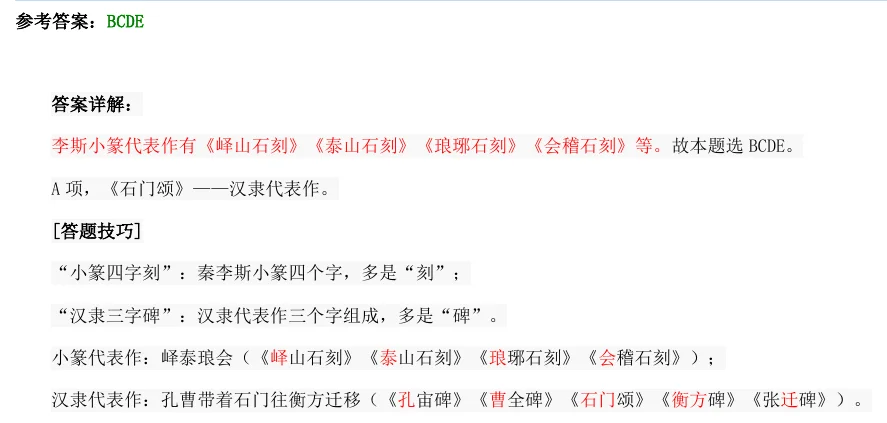 参考答案：BCDE
答案详解：
李斯小篆代表作有《峄山石刻》《泰山石刻》《琅琊石刻》《会稽石刻》等。故本题选 BCDE。
A 项，《石门颂》——汉隶代表作。
[答题技巧]
“小篆四字刻”：秦李斯小篆四个字，多是“刻”；
“汉隶三字碑”：汉隶代表作三个字组成，多是“碑”。
小篆代表作：峄泰琅会（《峄山石刻》《泰山石刻》《琅琊石刻》《会稽石刻》）；
汉隶代表作：孔曹带着石门往衡方迁移（《孔宙碑》《曹全碑》《石门颂》《衡方碑》《张迁碑》）。